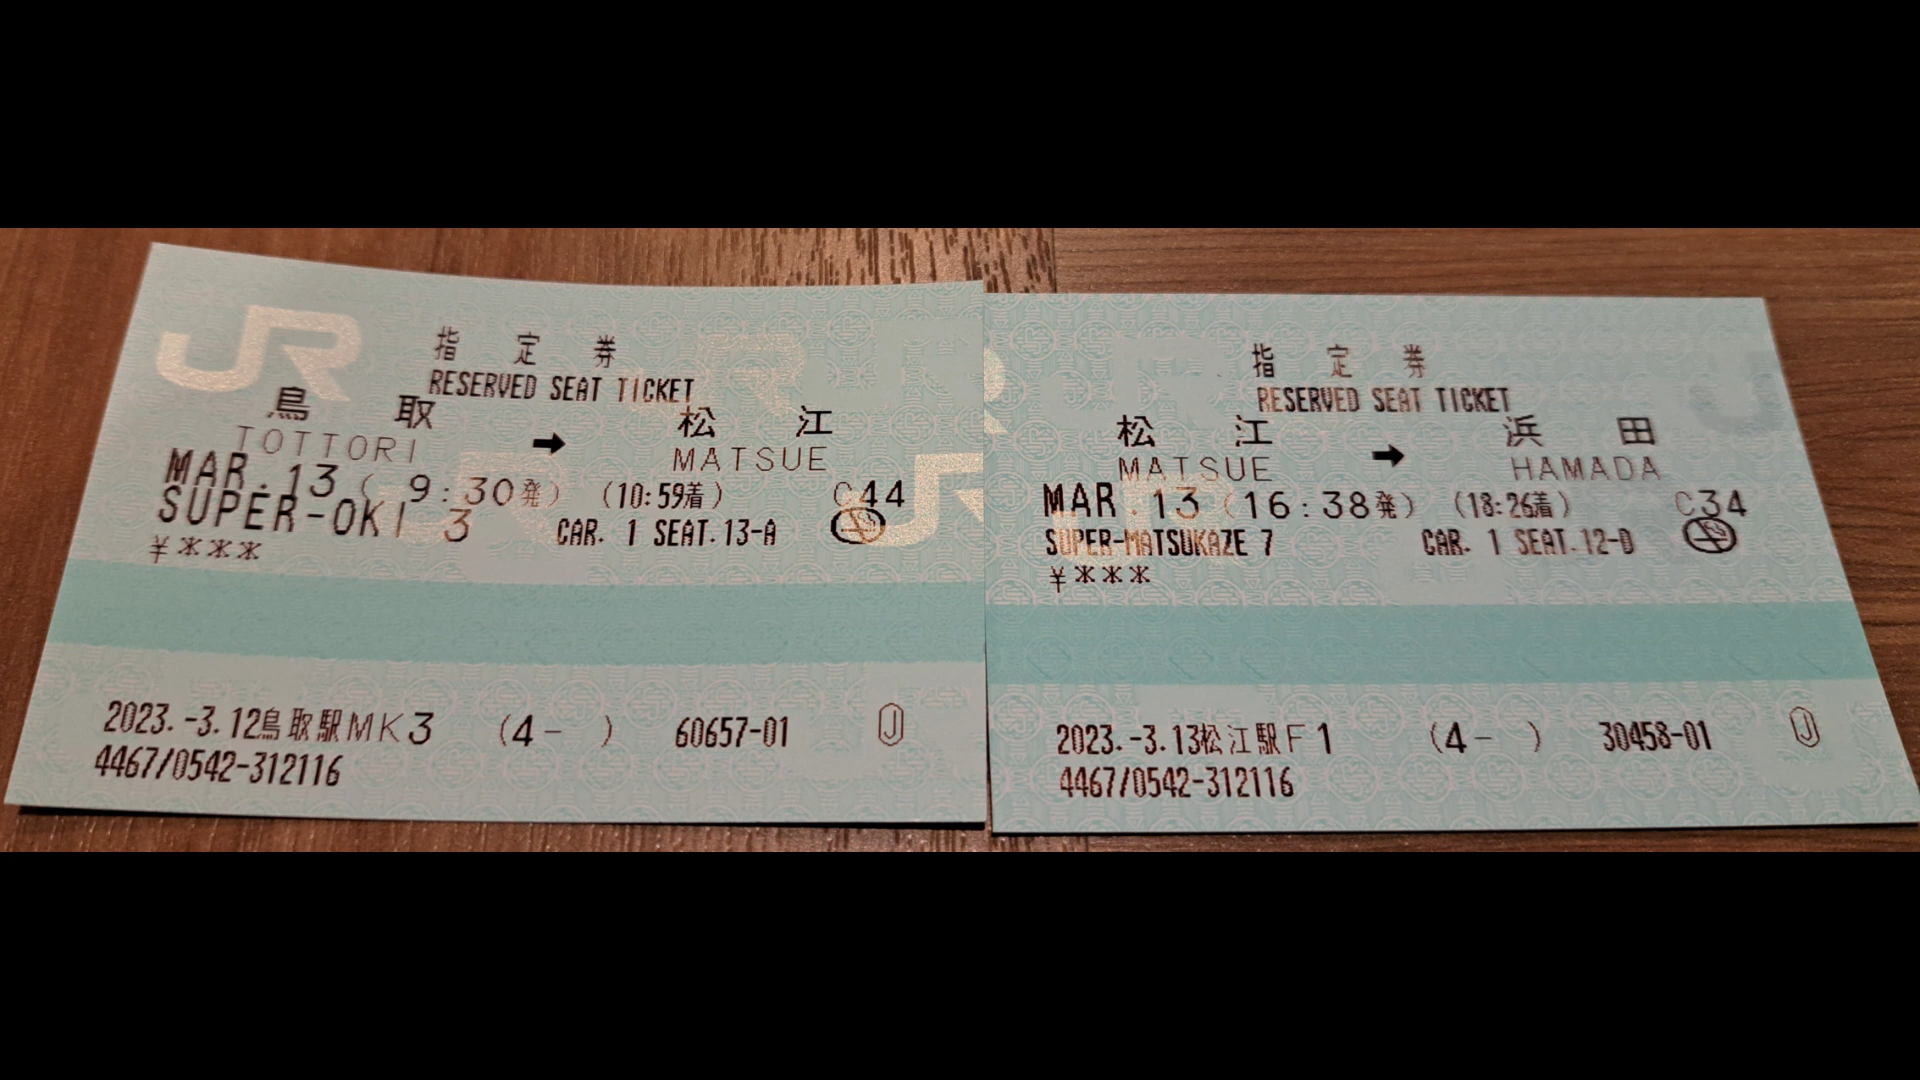 JR
指定券
RESERVED SEAT TICKET
鳥取 ➡ 松江
TOTTORI MATSUE
MAR.13 ( 9:30発) (10:59着) C44
SUPER-OKI 3 CAR. 1 SEAT.13-A
¥***
2023.-3.12鳥取駅MK3 (4- ) 60657-01 J
4467/0542-312116
指定券
RESERVED SEAT TICKET
松江 ➡ 浜田
MATSUE HAMADA
MAR.13 (16:38発) (18:26着) C34
SUPER-MATSUKAZE 7 CAR. 1 SEAT.12-D
¥***
2023.-3.13松江駅F1 (4- ) 30458-01 J
4467/0542-312116